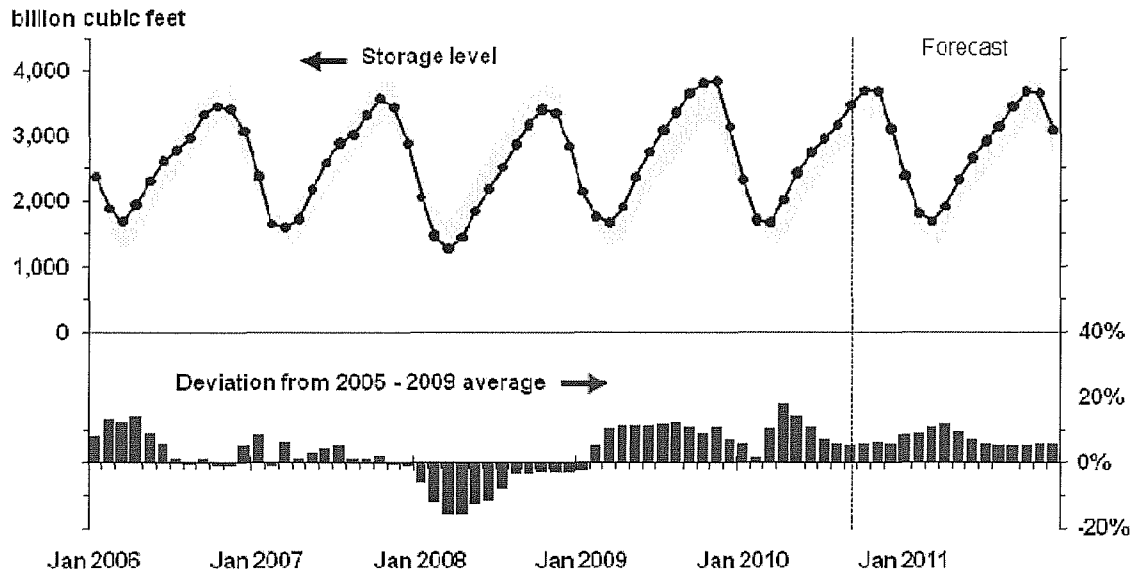 billion cubic feet
Forecast
Storage level
4,000
3,000
2,000
1,000
0
40%
Deviation from 2005 - 2009 average
20%
0%
-20%
Jan 2006
Jan 2007
Jan 2008
Jan 2009
Jan 2010
Jan 2011